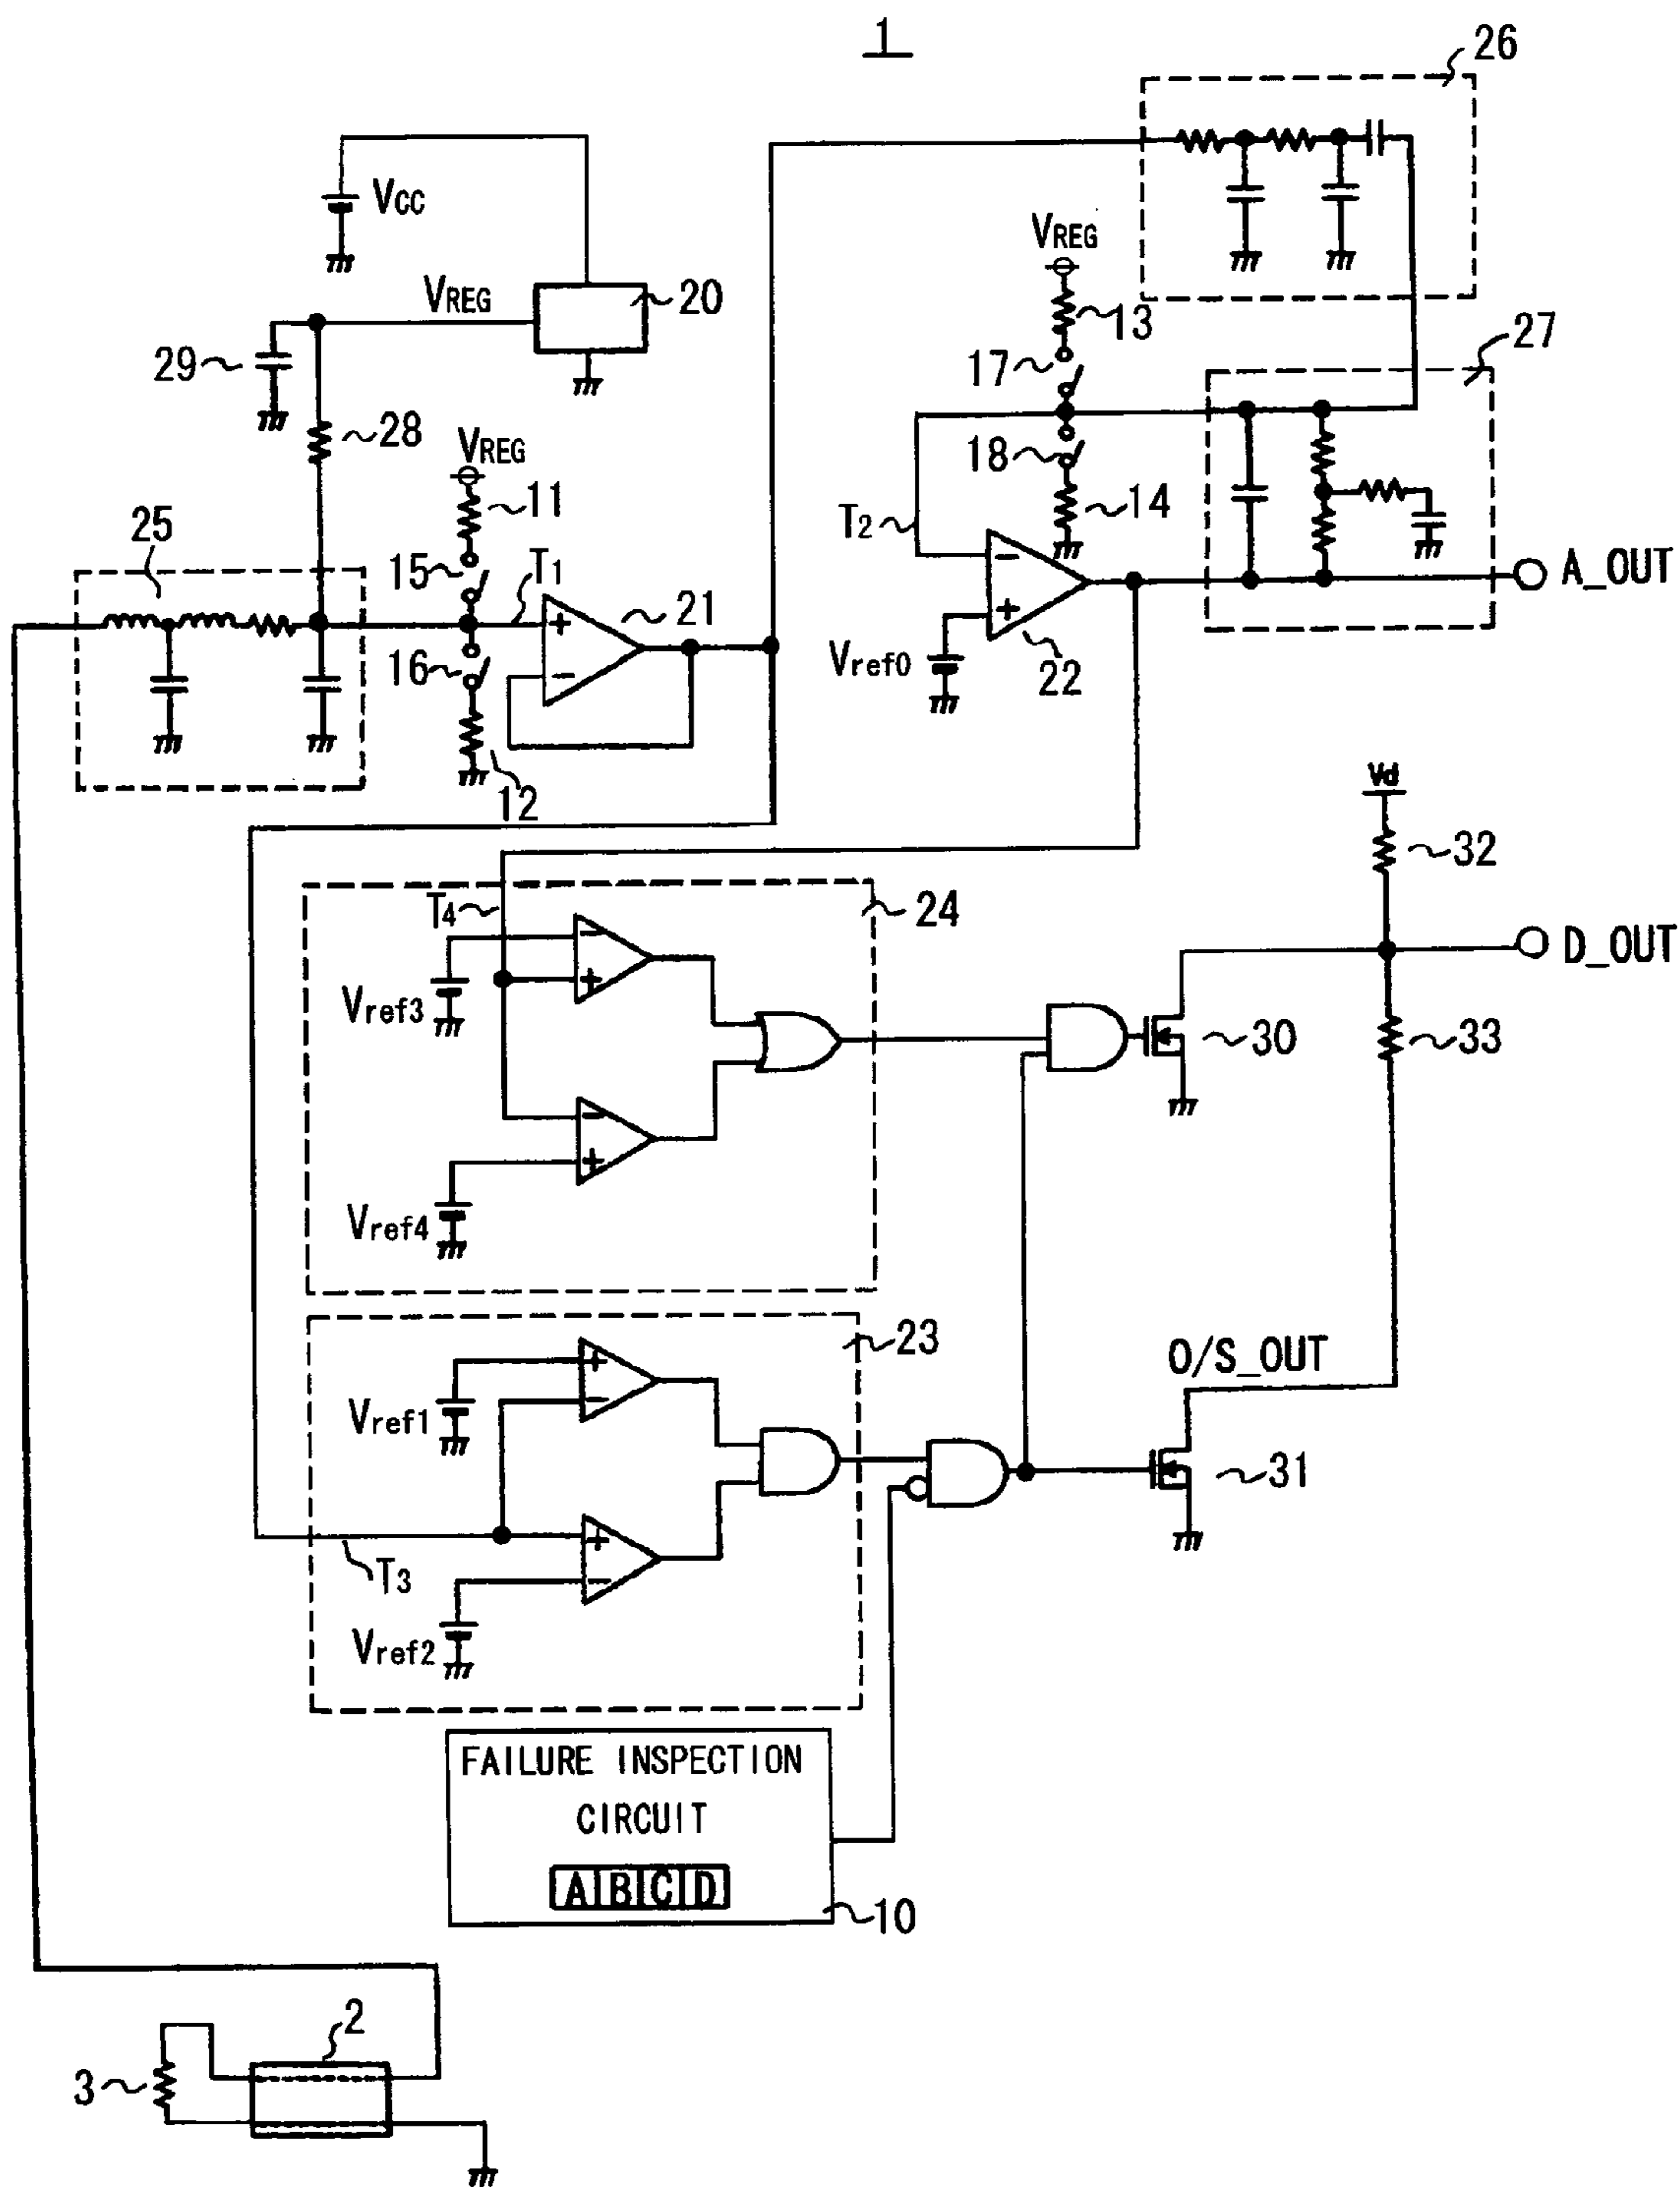 1
26
VCC
VREG
VREG
20
13
27
29
17
28
VREG
18
11
14
25
T2
15
T1
A_OUT
21
16
Vref0
22
12
Vd
32
T4
24
D_OUT
Vref3
30
33
Vref4
23
O/S_OUT
Vref1
31
T3
Vref2
FAILURE INSPECTION
CIRCUIT
A B C D
10
2
3